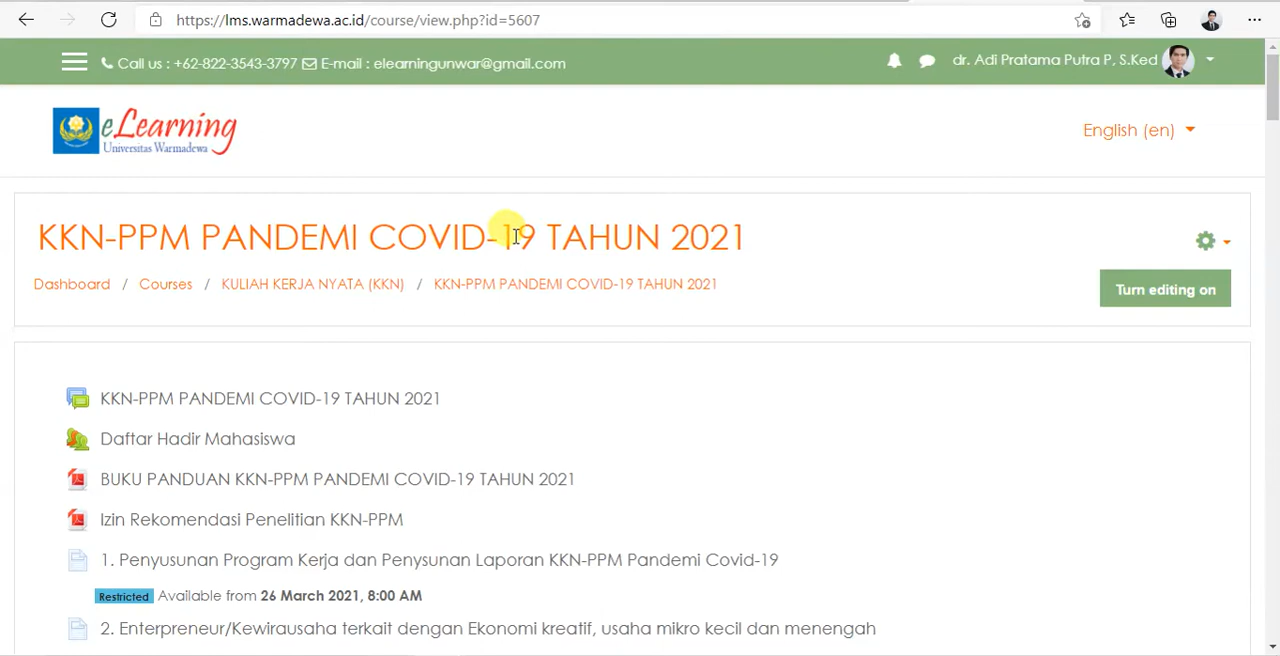 https://lms.warmadewa.ac.id/course/view.php?id=5607
Call us : +62-822-3543-3797 E-mail : elearningunwar@gmail.com
dr. Adi Pratama Putra P, S.Ked
eLearning
Universitas Warmadewa
English (en)
KKN-PPM PANDEMI COVID-19 TAHUN 2021
Dashboard / Courses / KULIAH KERJA NYATA (KKN) / KKN-PPM PANDEMI COVID-19 TAHUN 2021
Turn editing on
KKN-PPM PANDEMI COVID-19 TAHUN 2021
Daftar Hadir Mahasiswa
BUKU PANDUAN KKN-PPM PANDEMI COVID-19 TAHUN 2021
Izin Rekomendasi Penelitian KKN-PPM
1. Penyusunan Program Kerja dan Penysunan Laporan KKN-PPM Pandemi Covid-19
Restricted Available from 26 March 2021, 8:00 AM
2. Enterpreneur/Kewirausaha terkait dengan Ekonomi kreatif, usaha mikro kecil dan menengah